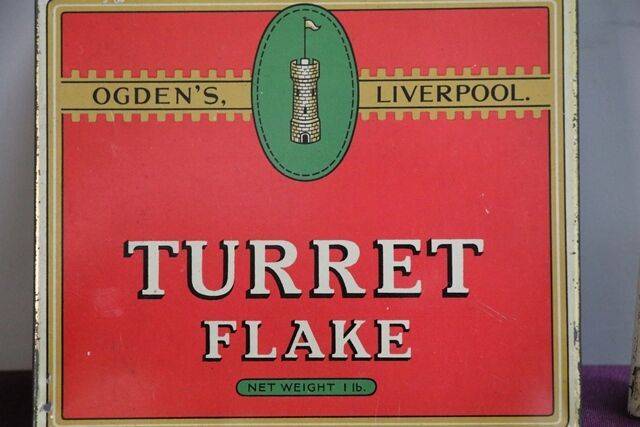 OGDEN'S, LIVERPOOL.
TURRET
FLAKE
NET WEIGHT 1 lb.